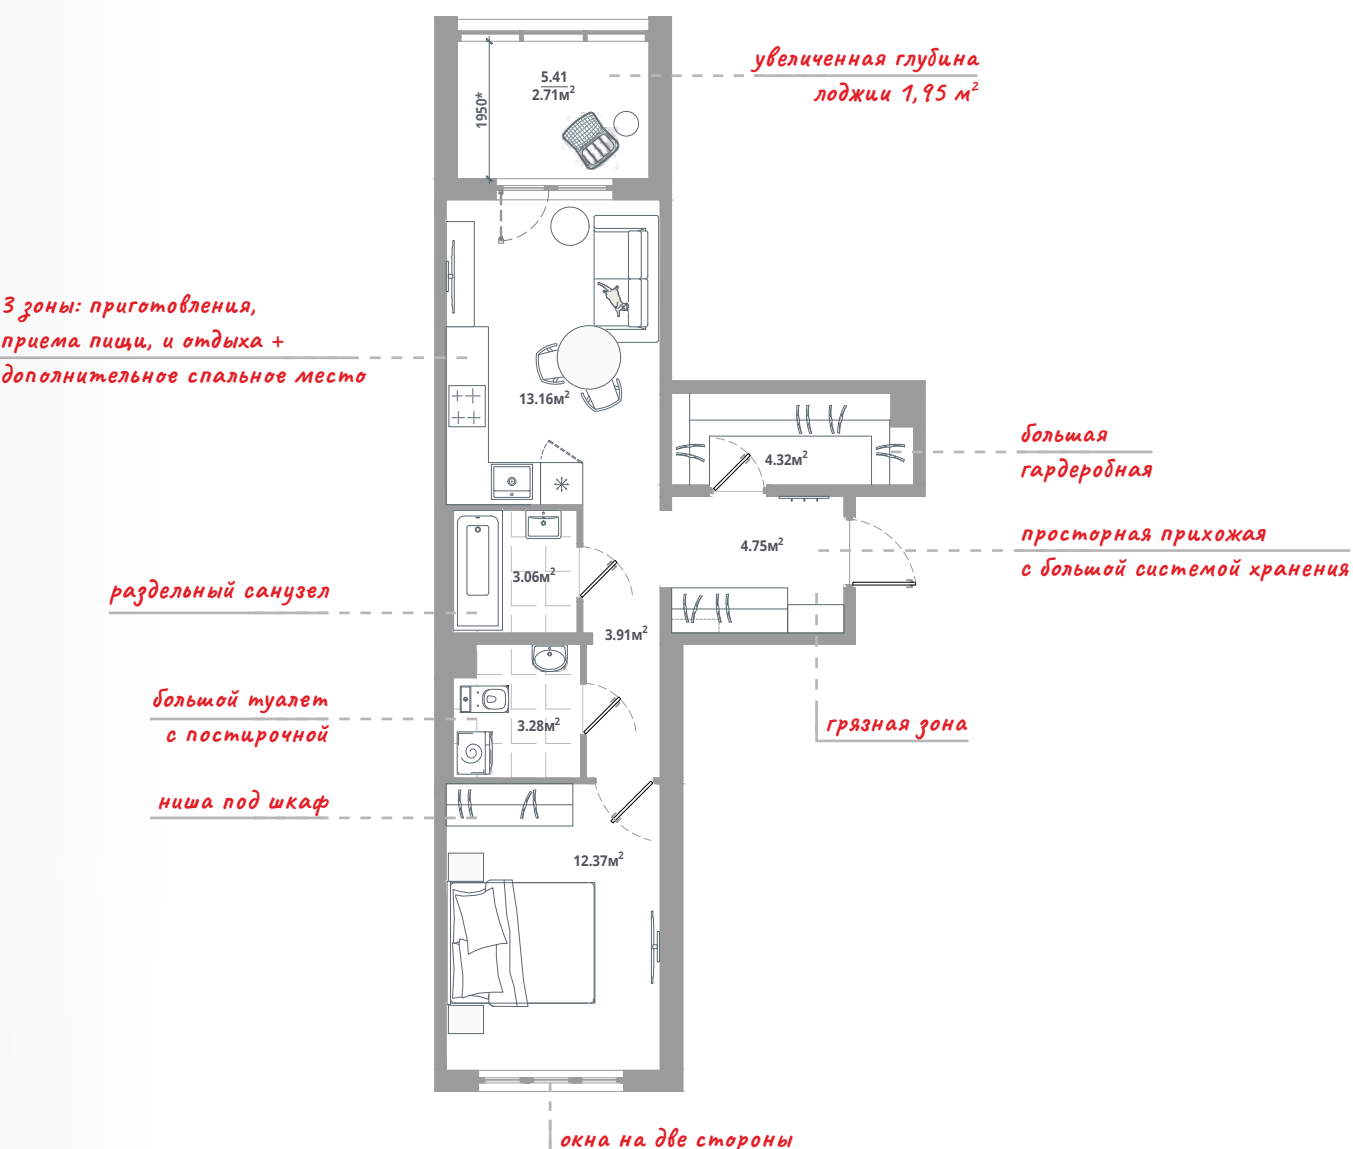 увеличенная глубина
лоджии 1,95 м²
5.41
2.71м²
1950*
3 зоны: приготовления,
приема пищи, и отдыха +
дополнительное спальное место
13.16м²
4.32м²
большая
гардеробная
4.75м²
просторная прихожая
с большой системой хранения
3.06м²
раздельный санузел
3.91м²
большой туалет
с постирочной
3.28м²
грязная зона
ниша под шкаф
12.37м²
окна на две стороны